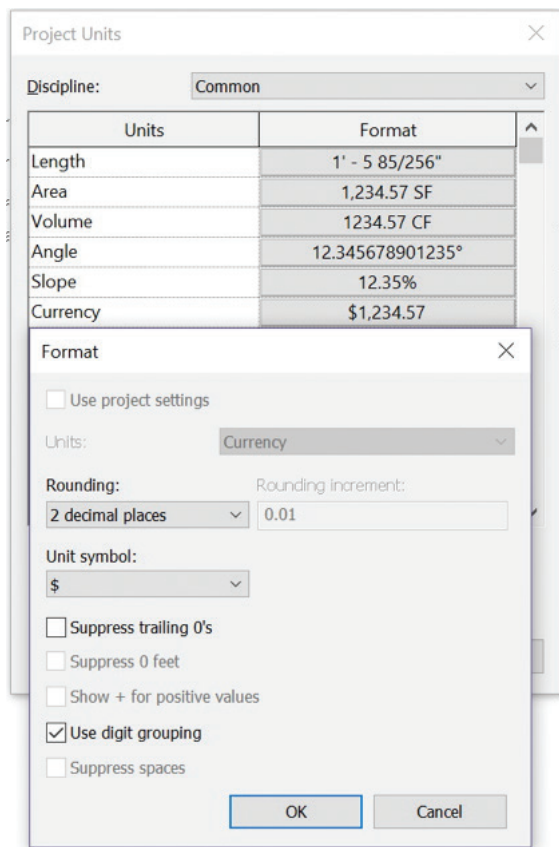 Project Units
Discipline: Common
Units Format
Length 1' - 5 85/256"
Area 1,234.57 SF
Volume 1234.57 CF
Angle 12.345678901235°
Slope 12.35%
Currency $1,234.57
Format
Use project settings
Units: Currency
Rounding: Rounding increment:
2 decimal places 0.01
Unit symbol:
$
Suppress trailing 0's
Suppress 0 feet
Show + for positive values
Use digit grouping
Suppress spaces
OK Cancel